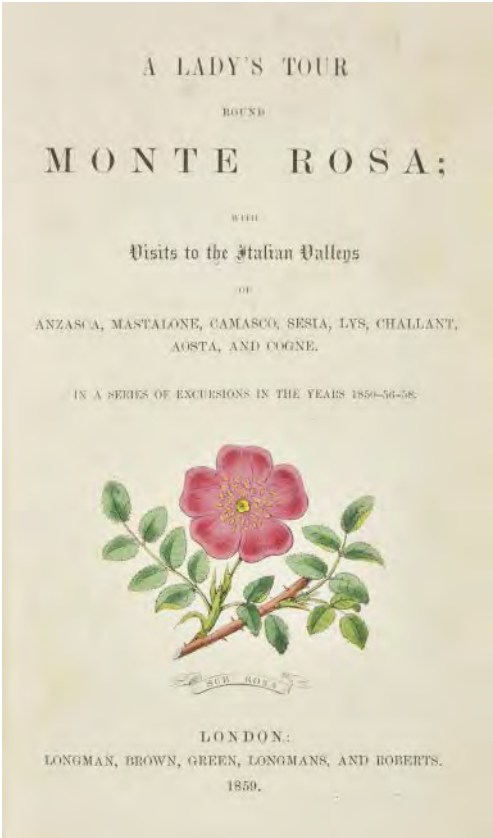 A LADY'S TOUR
ROUND
MONTE ROSA;
WITH
Visits to the Italian Valleys
OF
ANZASCA, MASTALONE, CAMASCO, SESIA, LYS, CHALLANT,
AOSTA, AND COGNE.
IN A SERIES OF EXCURSIONS IN THE YEARS 1850–56–58.
SUB ROSA
LONDON:
LONGMAN, BROWN, GREEN, LONGMANS, AND ROBERTS.
1859.